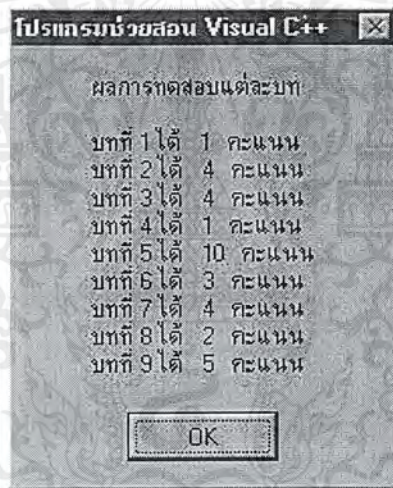 โปรแกรมช่วยสอน Visual C++
ผลการทดสอบแต่ละบท
บทที่ 1 ได้ 1 คะแนน
บทที่ 2 ได้ 4 คะแนน
บทที่ 3 ได้ 4 คะแนน
บทที่ 4 ได้ 1 คะแนน
บทที่ 5 ได้ 10 คะแนน
บทที่ 6 ได้ 3 คะแนน
บทที่ 7 ได้ 4 คะแนน
บทที่ 8 ได้ 2 คะแนน
บทที่ 9 ได้ 5 คะแนน
OK